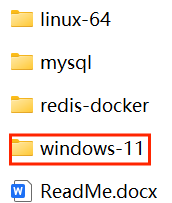 linux-64
mysql
redis-docker
windows-11
ReadMe.docx